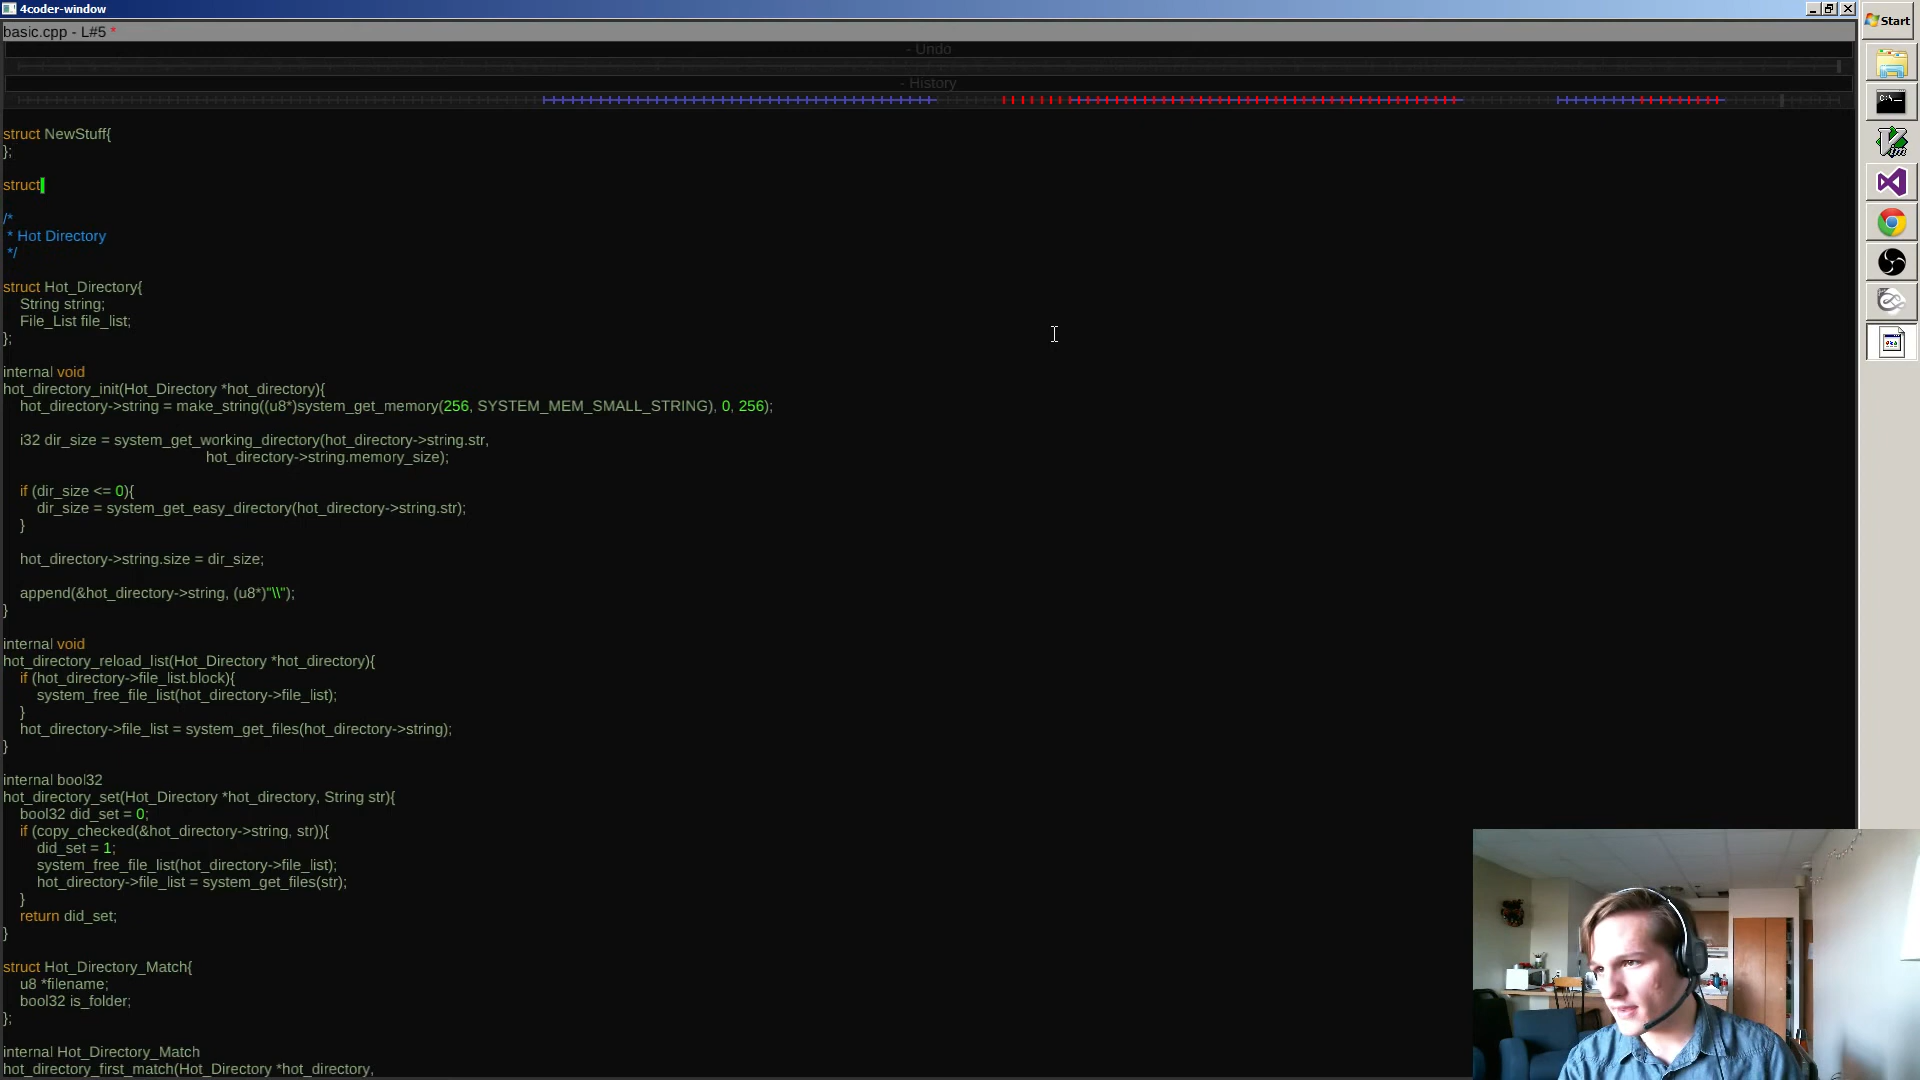 4coder-window
Start
basic.cpp - L#5 *
- Undo
- History
struct NewStuff{
};
struct
/*
* Hot Directory
*/
struct Hot_Directory{
String string;
File_List file_list;
};
internal void
hot_directory_init(Hot_Directory *hot_directory){
hot_directory->string = make_string((u8*)system_get_memory(256, SYSTEM_MEM_SMALL_STRING), 0, 256);
i32 dir_size = system_get_working_directory(hot_directory->string.str,
hot_directory->string.memory_size);
if (dir_size <= 0){
dir_size = system_get_easy_directory(hot_directory->string.str);
}
hot_directory->string.size = dir_size;
append(&hot_directory->string, (u8*)"\\");
}
internal void
hot_directory_reload_list(Hot_Directory *hot_directory){
if (hot_directory->file_list.block){
system_free_file_list(hot_directory->file_list);
}
hot_directory->file_list = system_get_files(hot_directory->string);
}
internal bool32
hot_directory_set(Hot_Directory *hot_directory, String str){
bool32 did_set = 0;
if (copy_checked(&hot_directory->string, str)){
did_set = 1;
system_free_file_list(hot_directory->file_list);
hot_directory->file_list = system_get_files(str);
}
return did_set;
}
struct Hot_Directory_Match{
u8 *filename;
bool32 is_folder;
};
internal Hot_Directory_Match
hot_directory_first_match(Hot_Directory *hot_directory,